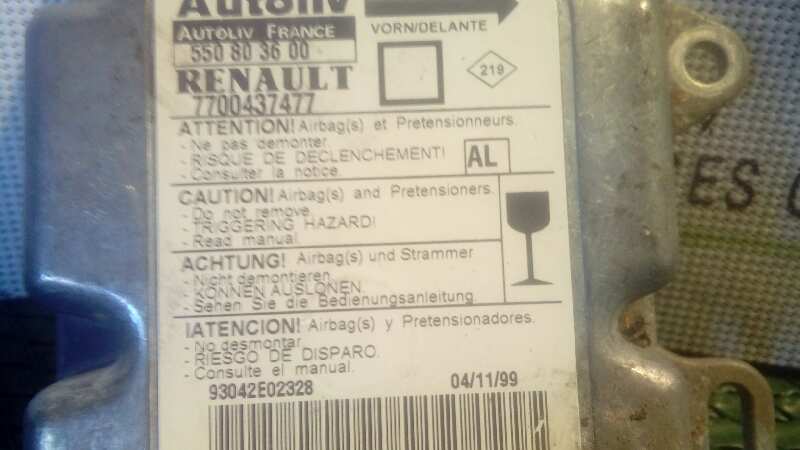 Autoliv
AUTOLIV FRANCE
VORN/DELANTE
550 80 36 00
RENAULT
219
7700437477
ATTENTION! Airbag(s) et Pretensionneurs.
- Ne pas demonter.
- RISQUE DE DECLENCHEMENT!
- Consulter la notice.
AL
CAUTION! Airbag(s) and Pretensioners.
- Do not remove.
- TRIGGERING HAZARD!
- Read manual.
ACHTUNG! Airbag(s) und Strammer
- Nicht demontieren.
- KONNEN AUSLONEN.
- Sehen Sie die Bedienungsanleitung
¡ATENCION! Airbag(s) y Pretensionadores.
- No desmontar.
- RIESGO DE DISPARO.
- Consulte el manual.
93042E02328 04/11/99